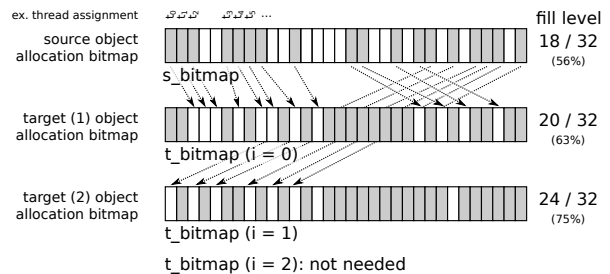 ex. thread assignment ...
fill level
source object
allocation bitmap
18 / 32
(56%)
s_bitmap
target (1) object
allocation bitmap
20 / 32
(63%)
t_bitmap (i = 0)
target (2) object
allocation bitmap
24 / 32
(75%)
t_bitmap (i = 1)
t_bitmap (i = 2): not needed